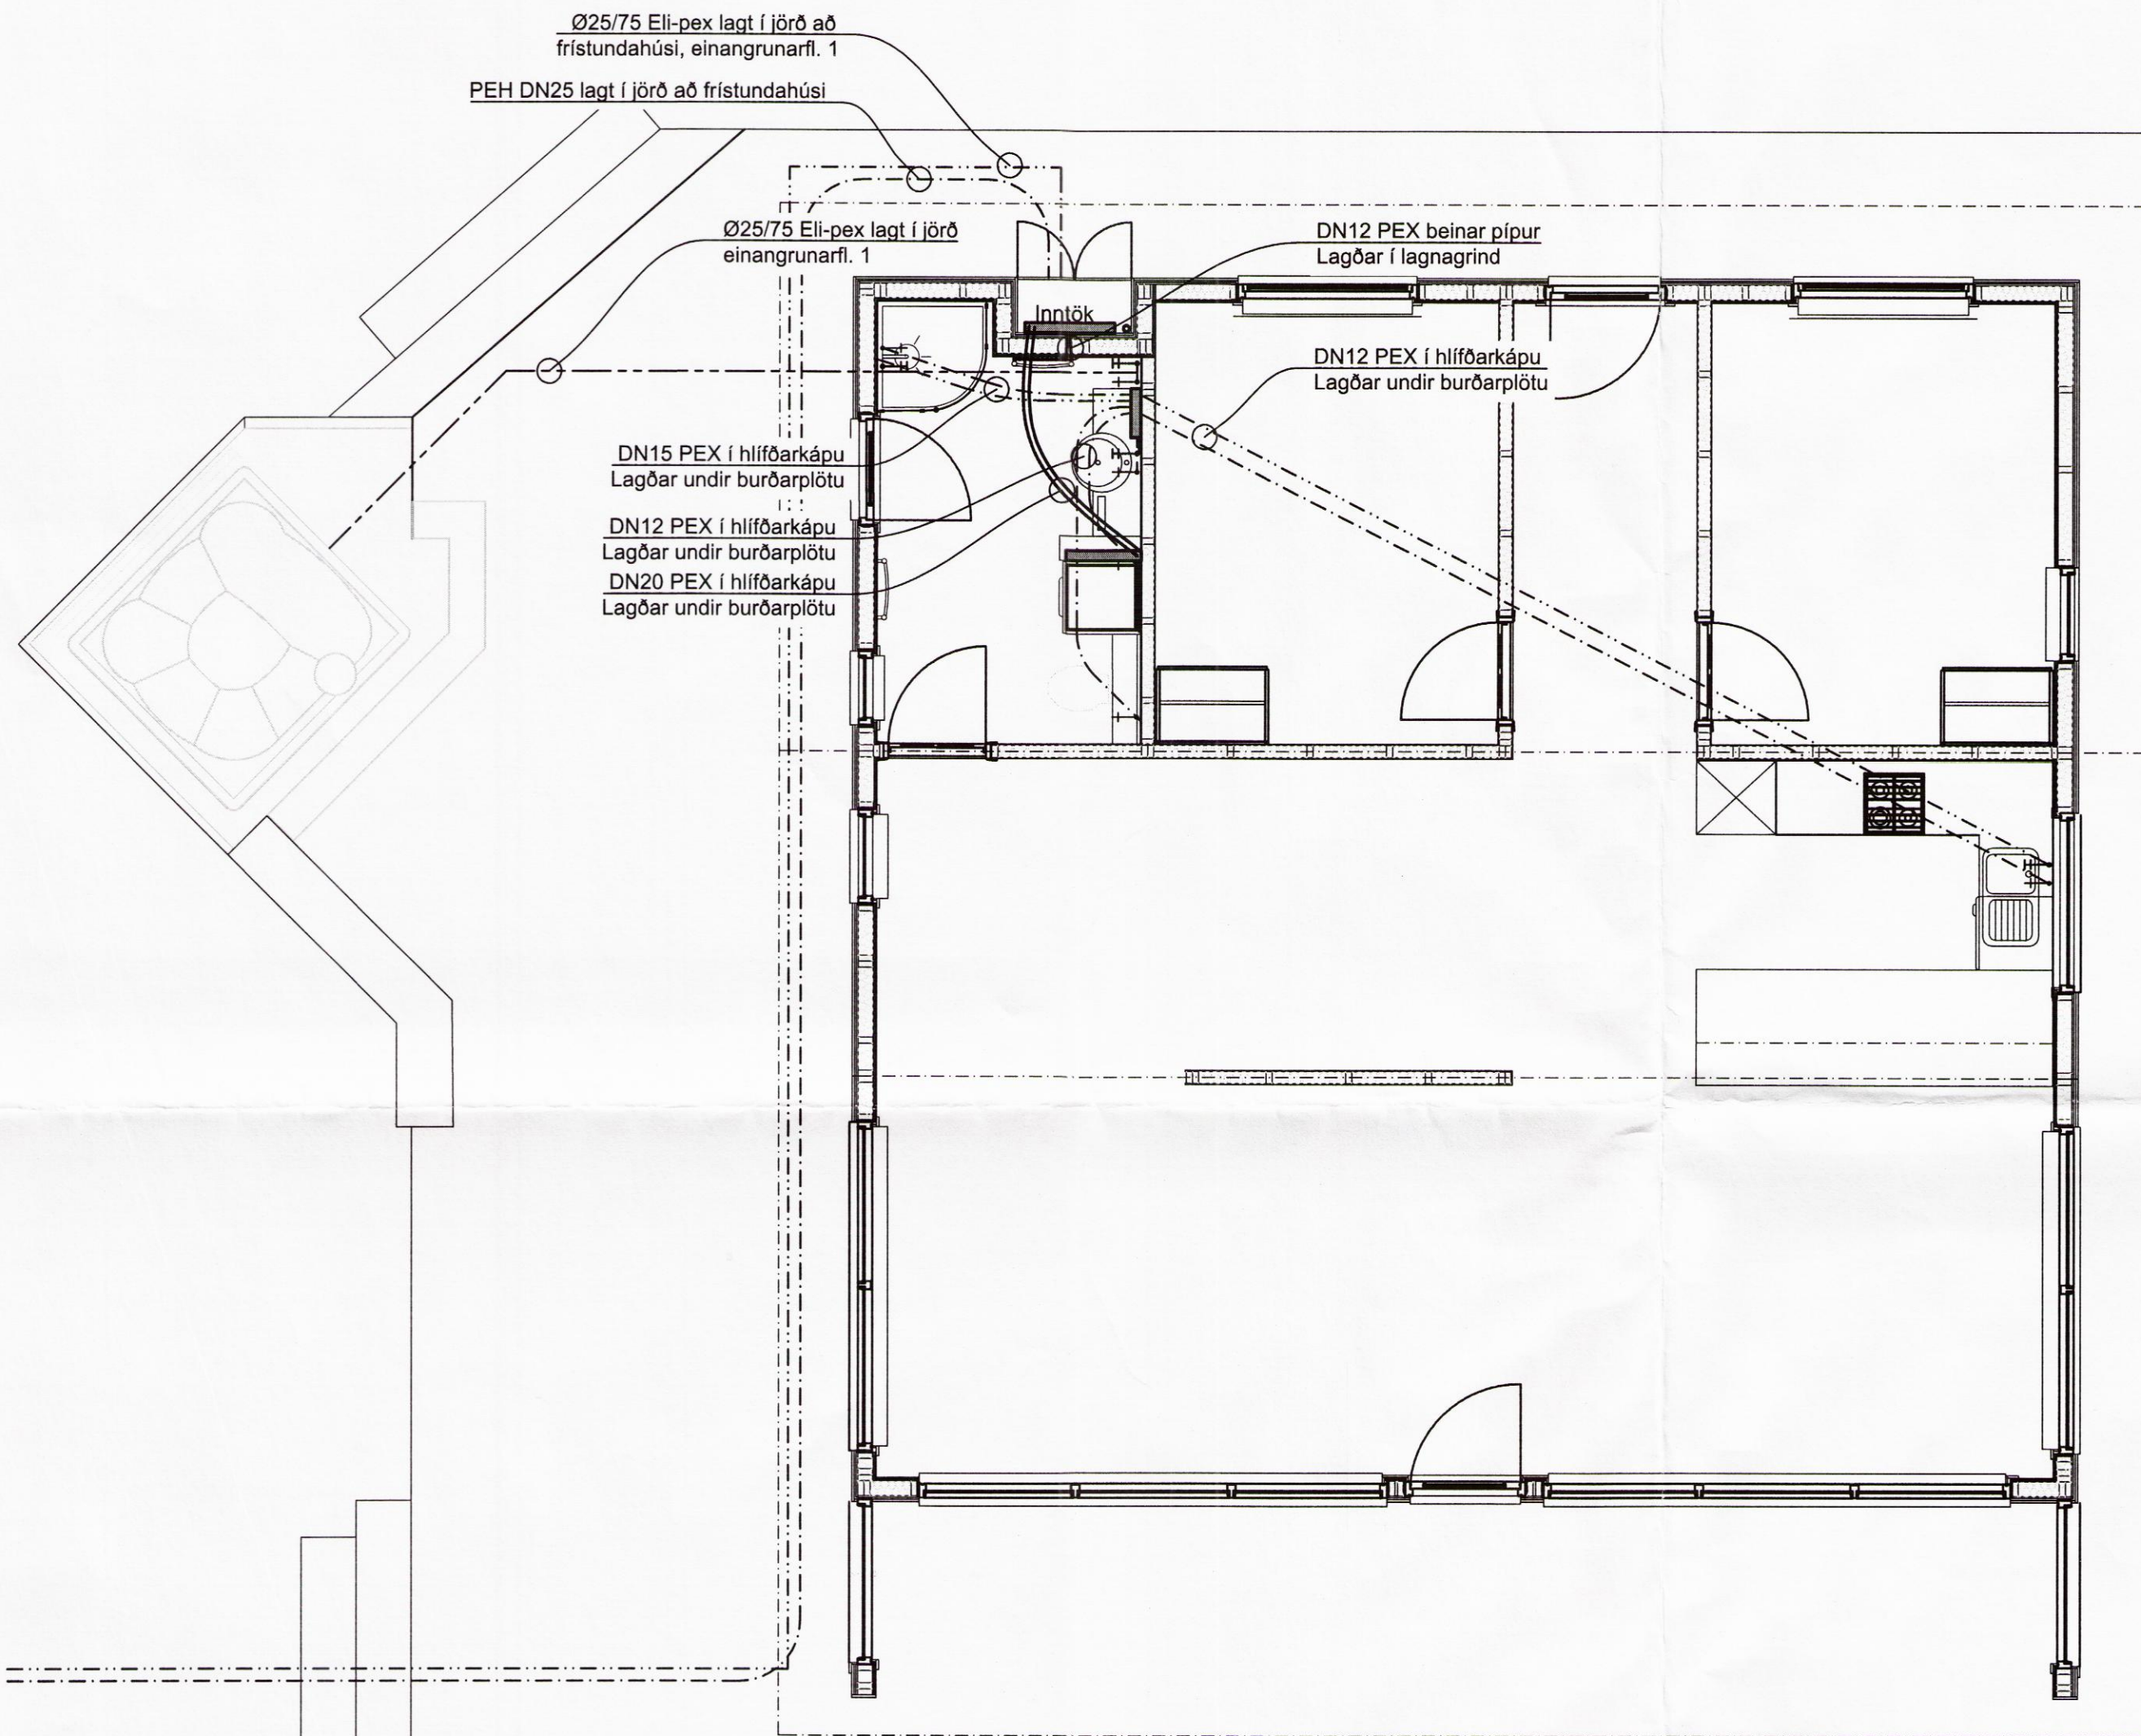 Ø25/75 Eli-pex lagt í jörð að
frístundahúsi, einangrunarfl. 1
PEH DN25 lagt í jörð að frístundahúsi
Ø25/75 Eli-pex lagt í jörð
einangrunarfl. 1
DN12 PEX beinar pípur
Lagðar í lagnagrind
Inntök
DN12 PEX í hlífðarkápu
Lagðar undir burðarplötu
DN15 PEX í hlífðarkápu
Lagðar undir burðarplötu
DN12 PEX í hlífðarkápu
Lagðar undir burðarplötu
DN20 PEX í hlífðarkápu
Lagðar undir burðarplötu